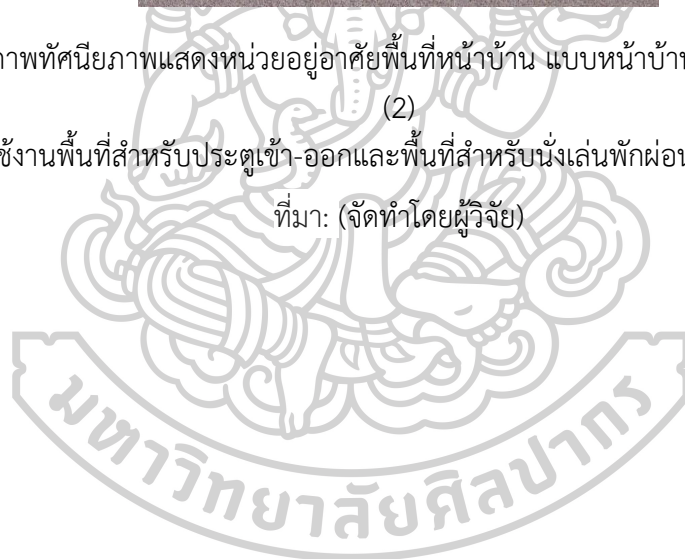 าพทัศนียภาพแสดงหน่วยอยู่อาศัยพื้นที่หน้าบ้าน แบบหน้าบ้าน
(2)
ช้งานพื้นที่สำหรับประตูเข้า-ออกและพื้นที่สำหรับนั่งเล่นพักผ่อน
ที่มา: (จัดทำโดยผู้วิจัย)
มหาวิทยาลัยศิลปากร